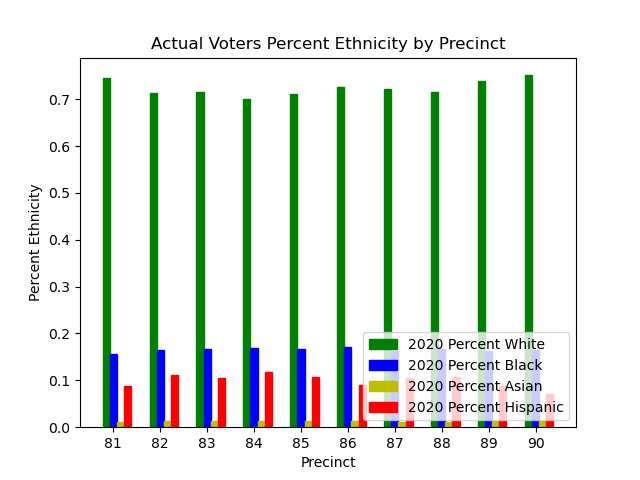 Actual Voters Percent Ethnicity by Precinct
0.7
0.6
0.5
0.4
0.3
0.2
0.1
0.0
Percent Ethnicity
2020 Percent White
2020 Percent Black
2020 Percent Asian
2020 Percent Hispanic
81 82 83 84 85 86 87 88 89 90
Precinct